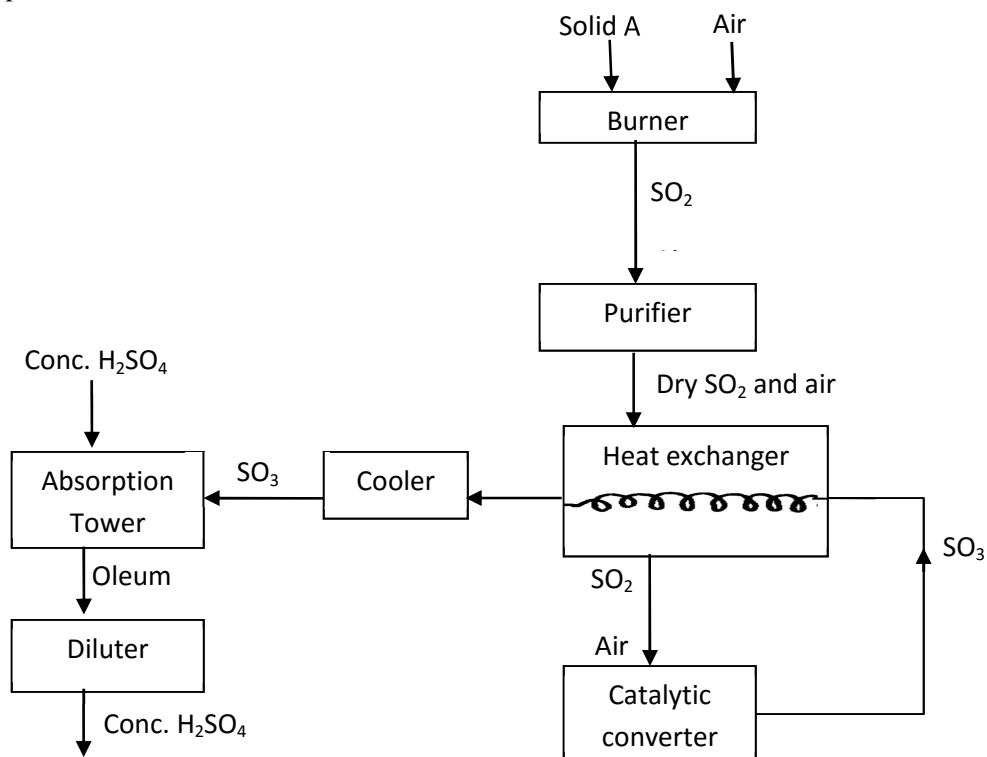 Solid A
Air
Burner
SO₂
Purifier
Dry SO₂ and air
Conc. H₂SO₄
Heat exchanger
Absorption
Tower
SO₃
Cooler
SO₃
SO₂
Oleum
Air
Diluter
Catalytic
converter
Conc. H₂SO₄